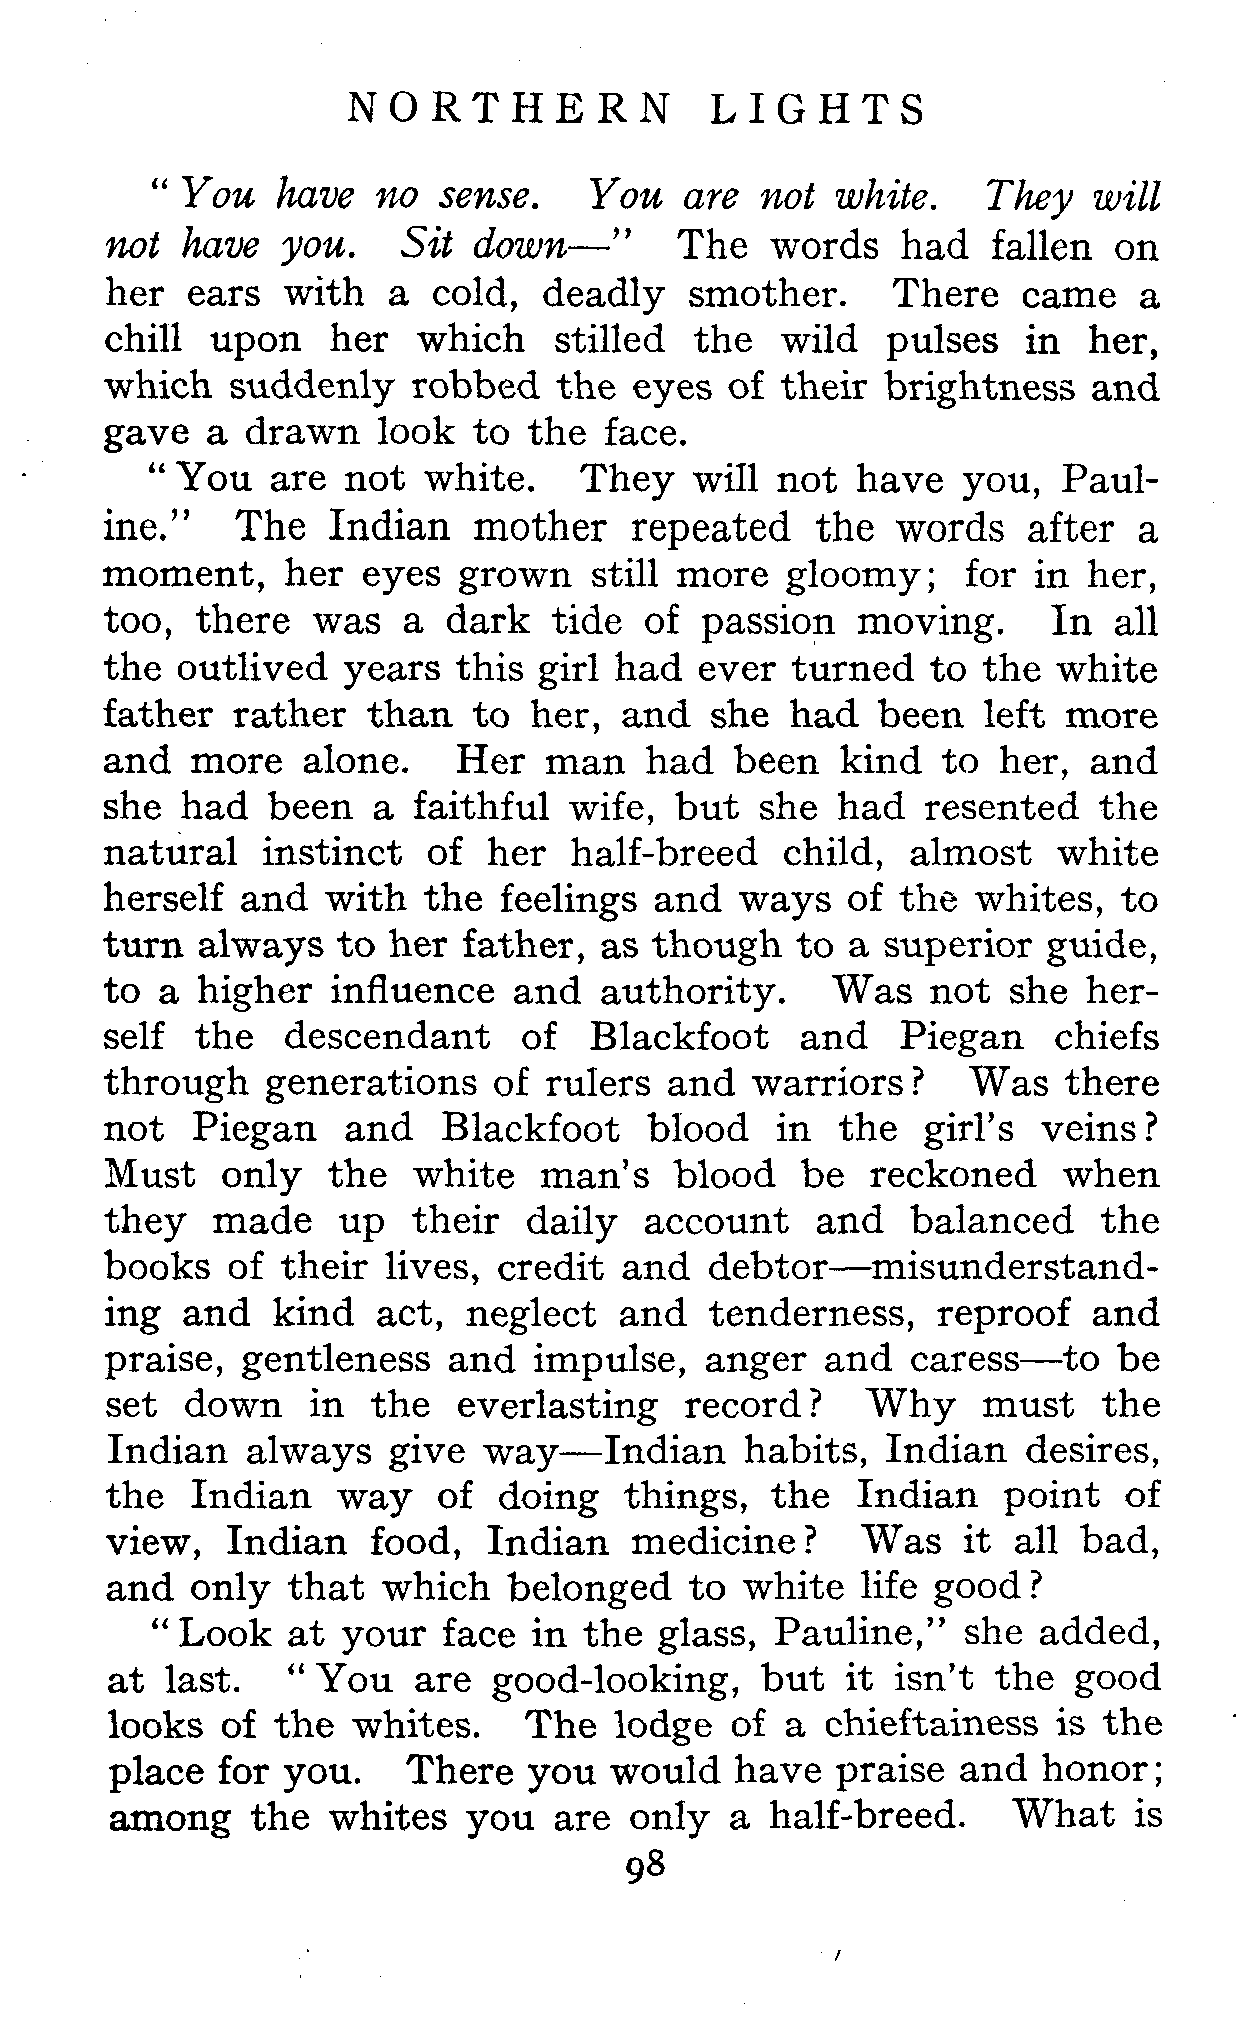 NORTHERN LIGHTS
“You have no sense. You are not white. They will
not have you. Sit down—” The words had fallen on
her ears with a cold, deadly smother. There came a
chill upon her which stilled the wild pulses in her,
which suddenly robbed the eyes of their brightness and
gave a drawn look to the face.
“You are not white. They will not have you, Paul-
ine.” The Indian mother repeated the words after a
moment, her eyes grown still more gloomy; for in her,
too, there was a dark tide of passion moving. In all
the outlived years this girl had ever turned to the white
father rather than to her, and she had been left more
and more alone. Her man had been kind to her, and
she had been a faithful wife, but she had resented the
natural instinct of her half-breed child, almost white
herself and with the feelings and ways of the whites, to
turn always to her father, as though to a superior guide,
to a higher influence and authority. Was not she her-
self the descendant of Blackfoot and Piegan chiefs
through generations of rulers and warriors? Was there
not Piegan and Blackfoot blood in the girl’s veins?
Must only the white man’s blood be reckoned when
they made up their daily account and balanced the
books of their lives, credit and debtor—misunderstand-
ing and kind act, neglect and tenderness, reproof and
praise, gentleness and impulse, anger and caress—to be
set down in the everlasting record? Why must the
Indian always give way—Indian habits, Indian desires,
the Indian way of doing things, the Indian point of
view, Indian food, Indian medicine? Was it all bad,
and only that which belonged to white life good?
“Look at your face in the glass, Pauline,” she added,
at last. “You are good-looking, but it isn’t the good
looks of the whites. The lodge of a chieftainess is the
place for you. There you would have praise and honor;
among the whites you are only a half-breed. What is
98